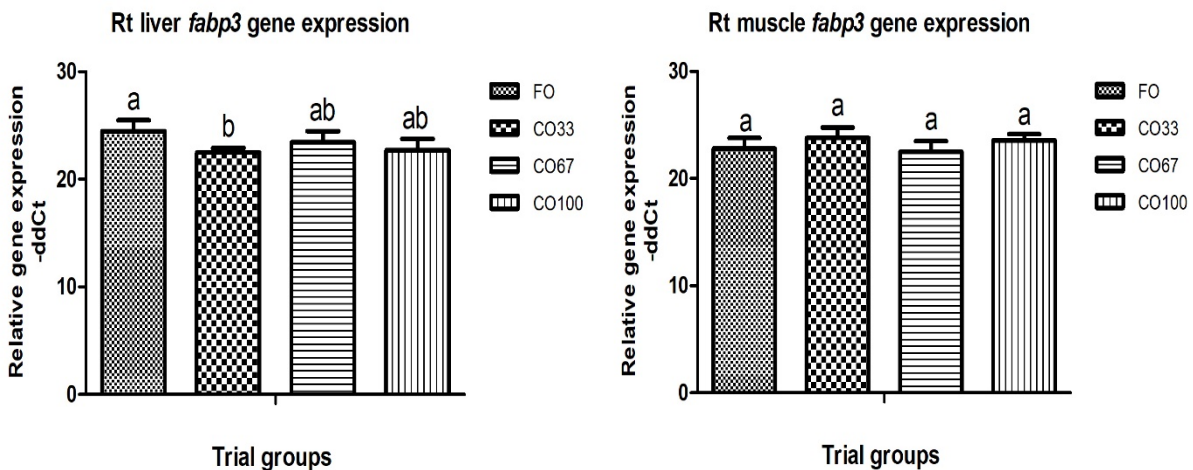 Rt liver fabp3 gene expression
Relative gene expression
-ddCt
30
20
10
0
a
b
ab
ab
FO
CO33
CO67
CO100
Trial groups
Rt muscle fabp3 gene expression
Relative gene expression
-ddCt
30
20
10
0
a
a
a
a
FO
CO33
CO67
CO100
Trial groups